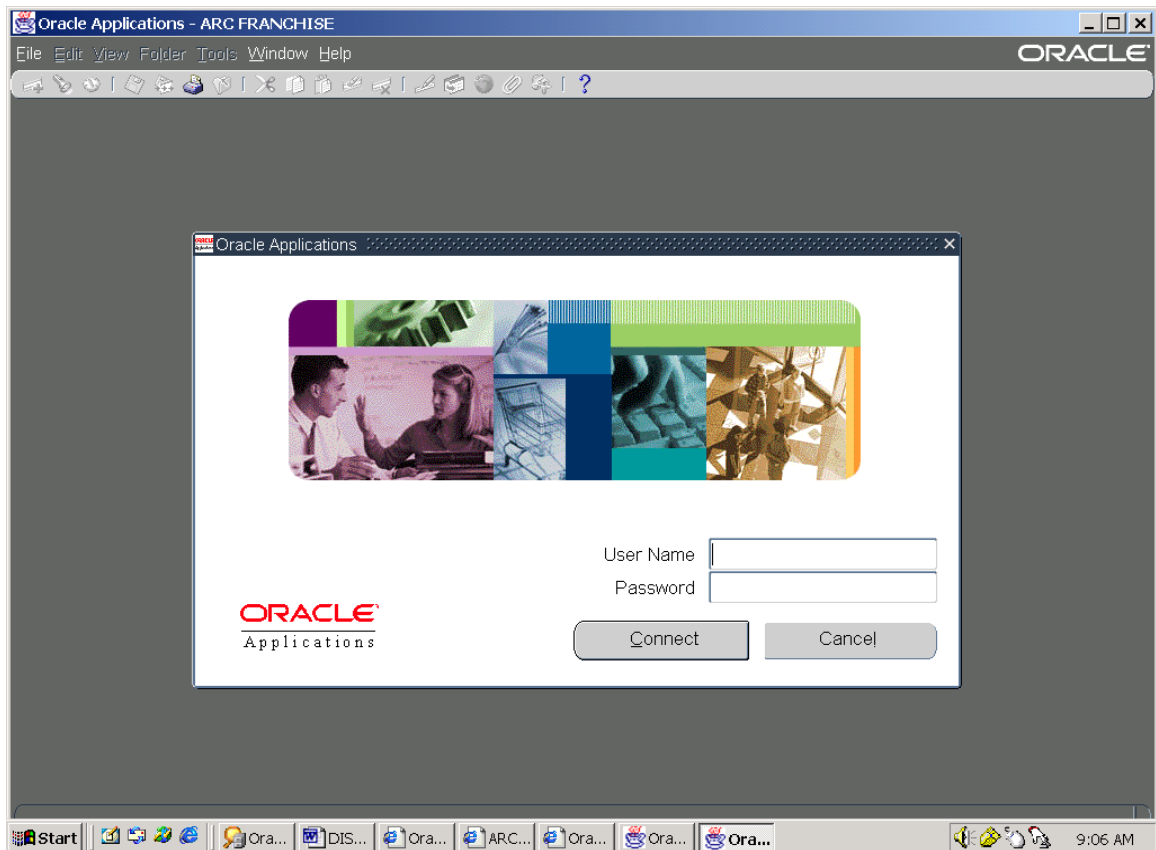 Oracle Applications - ARC FRANCHISE
File Edit View Folder Tools Window Help
ORACLE
?
Oracle Applications
User Name
Password
ORACLE
Applications
Connect Cancel
Start Ora... DIS... Ora... ARC... Ora... Ora... Ora... 9:06 AM